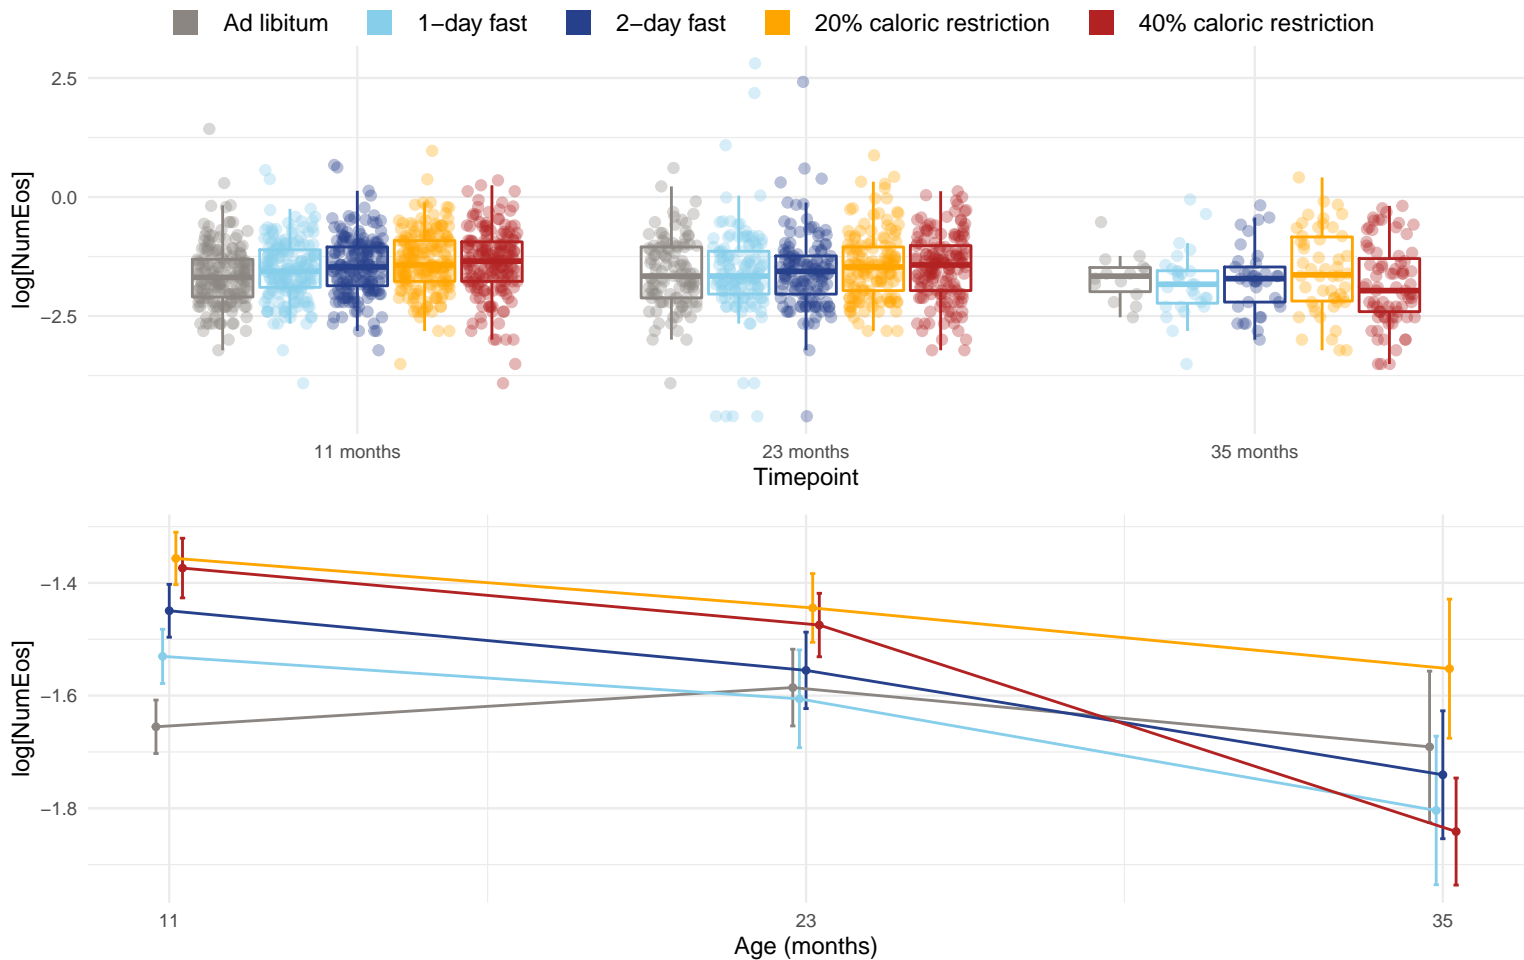 Ad libitum 1−day fast 2−day fast 20% caloric restriction 40% caloric restriction
log[NumEos]
2.5
0.0
−2.5
11 months 23 months 35 months
Timepoint
log[NumEos]
−1.4
−1.6
−1.8
11 23 35
Age (months)